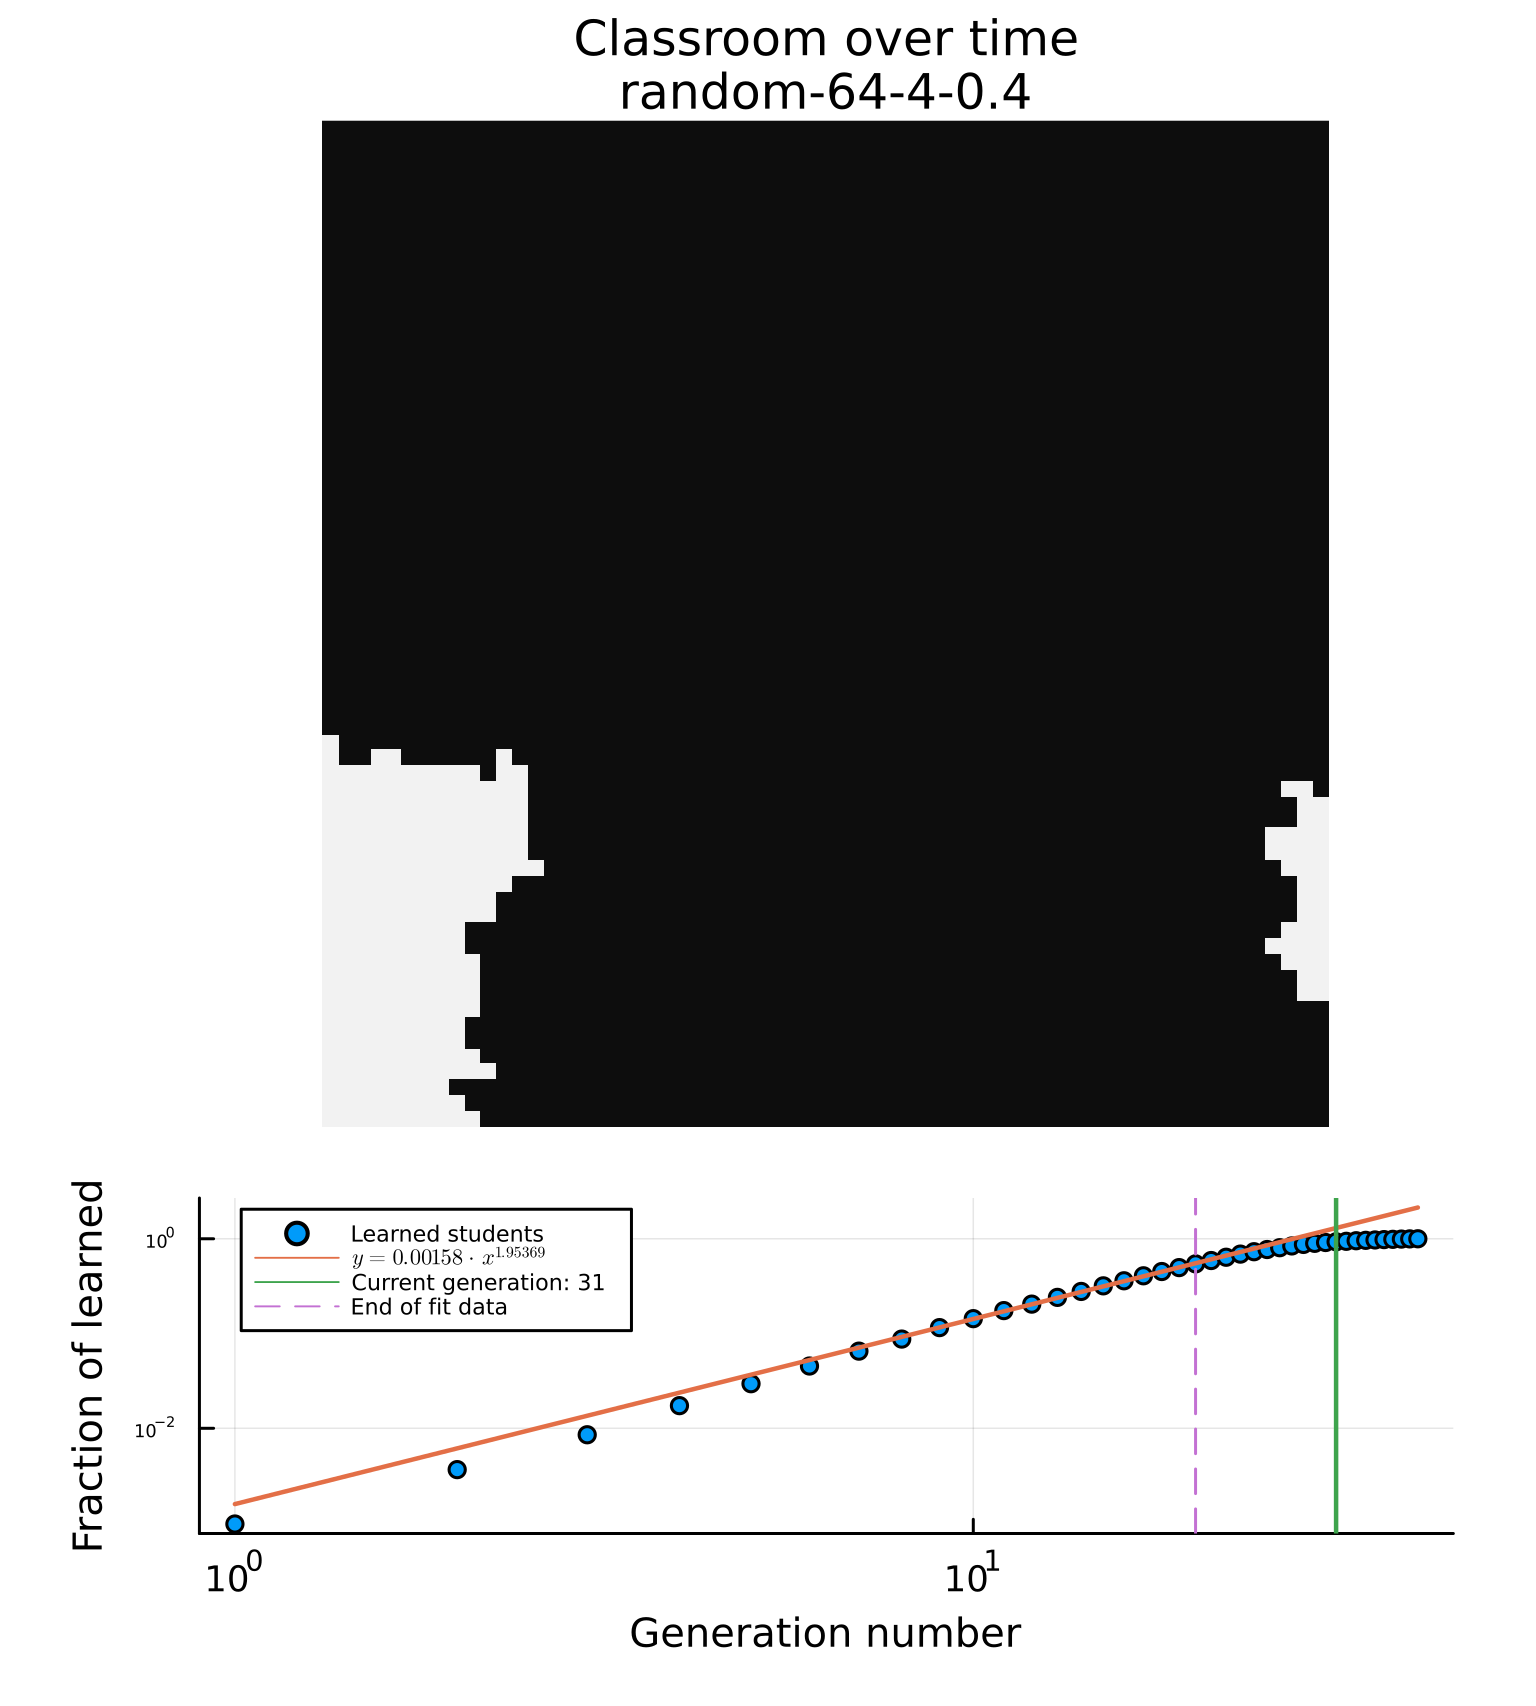 Classroom over time
random-64-4-0.4
10⁰
10⁻²
Fraction of learned
Learned students
y = 0.00158 · x^1.95369
Current generation: 31
End of fit data
10⁰
10¹
Generation number